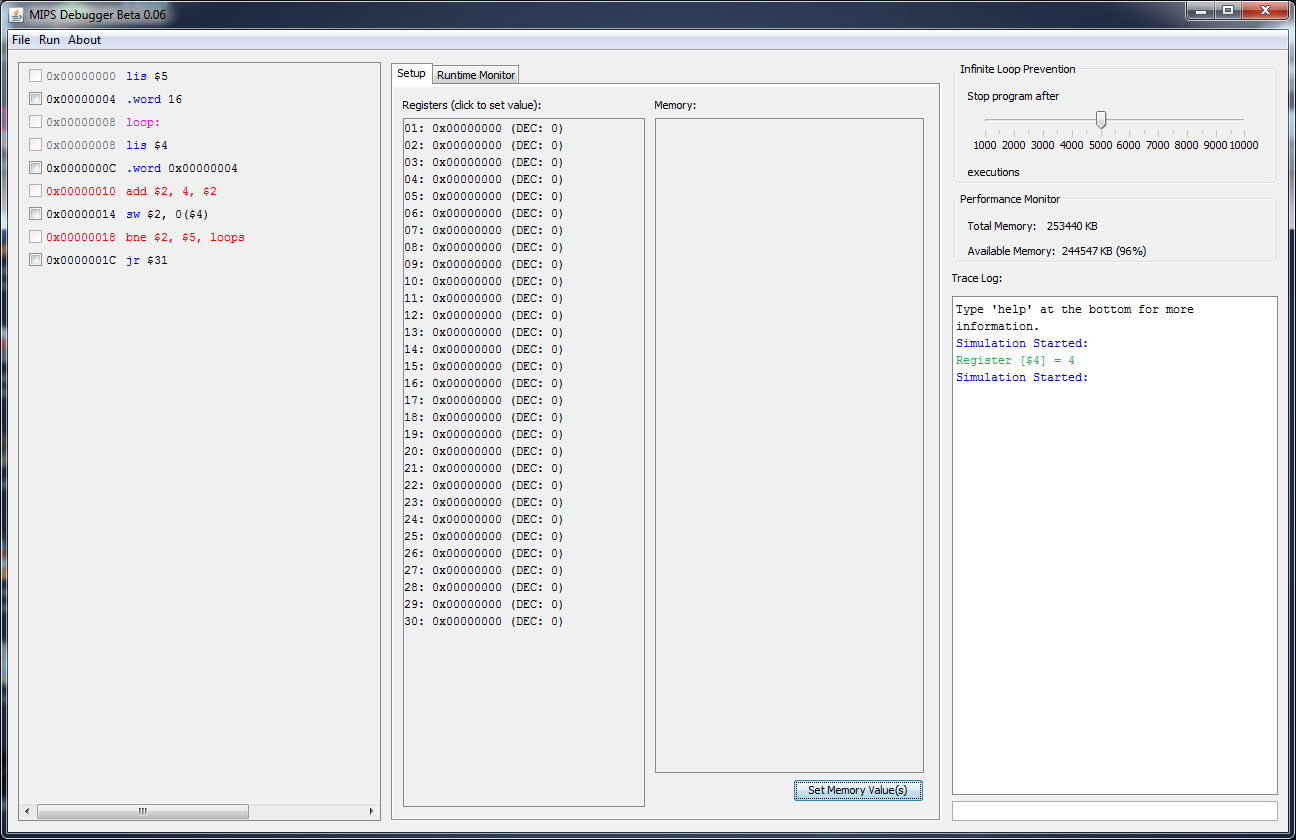 MIPS Debugger Beta 0.06
File Run About
0x00000000 lis $5
0x00000004 .word 16
0x00000008 loop:
0x00000008 lis $4
0x0000000C .word 0x00000004
0x00000010 add $2, 4, $2
0x00000014 sw $2, 0($4)
0x00000018 bne $2, $5, loops
0x0000001C jr $31
Setup Runtime Monitor
Registers (click to set value):
01: 0x00000000 (DEC: 0)
02: 0x00000000 (DEC: 0)
03: 0x00000000 (DEC: 0)
04: 0x00000000 (DEC: 0)
05: 0x00000000 (DEC: 0)
06: 0x00000000 (DEC: 0)
07: 0x00000000 (DEC: 0)
08: 0x00000000 (DEC: 0)
09: 0x00000000 (DEC: 0)
10: 0x00000000 (DEC: 0)
11: 0x00000000 (DEC: 0)
12: 0x00000000 (DEC: 0)
13: 0x00000000 (DEC: 0)
14: 0x00000000 (DEC: 0)
15: 0x00000000 (DEC: 0)
16: 0x00000000 (DEC: 0)
17: 0x00000000 (DEC: 0)
18: 0x00000000 (DEC: 0)
19: 0x00000000 (DEC: 0)
20: 0x00000000 (DEC: 0)
21: 0x00000000 (DEC: 0)
22: 0x00000000 (DEC: 0)
23: 0x00000000 (DEC: 0)
24: 0x00000000 (DEC: 0)
25: 0x00000000 (DEC: 0)
26: 0x00000000 (DEC: 0)
27: 0x00000000 (DEC: 0)
28: 0x00000000 (DEC: 0)
29: 0x00000000 (DEC: 0)
30: 0x00000000 (DEC: 0)
Memory:
Set Memory Value(s)
Infinite Loop Prevention
Stop program after
1000 2000 3000 4000 5000 6000 7000 8000 9000 10000
executions
Performance Monitor
Total Memory: 253440 KB
Available Memory: 244547 KB (96%)
Trace Log:
Type 'help' at the bottom for more
information.
Simulation Started:
Register [$4] = 4
Simulation Started: